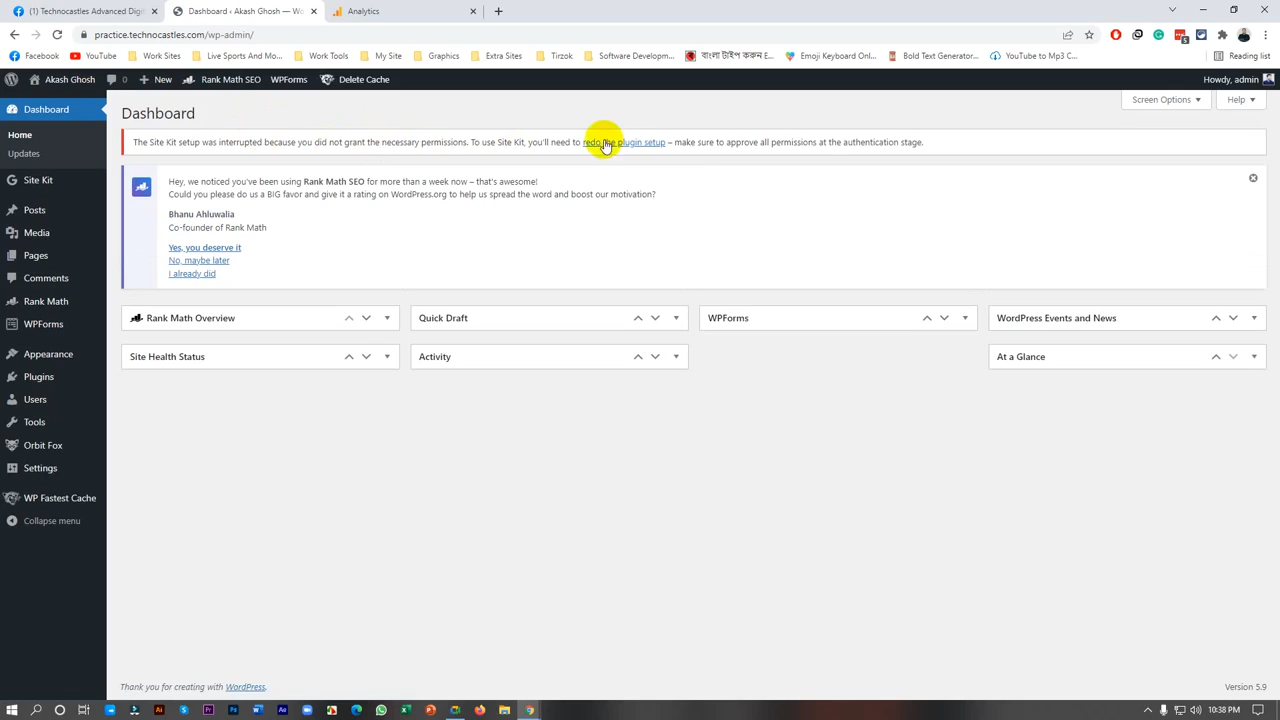 (1) Technocastles Advanced Digit
Dashboard ‹ Akash Ghosh — Wo
Analytics
practice.technocastles.com/wp-admin/
Facebook
YouTube
Work Sites
Live Sports And Mo...
Work Tools
My Site
Graphics
Extra Sites
Tirzok
Software Developm...
বাংলা টাইপ করুন E...
Emoji Keyboard Onl...
Bold Text Generator...
YouTube to Mp3 C...
Reading list
Akash Ghosh
0
New
Rank Math SEO
WPForms
Delete Cache
Howdy, admin
Dashboard
Home
Updates
Site Kit
Posts
Media
Pages
Comments
Rank Math
WPForms
Appearance
Plugins
Users
Tools
Orbit Fox
Settings
WP Fastest Cache
Collapse menu
Screen Options
Help
Dashboard
The Site Kit setup was interrupted because you did not grant the necessary permissions. To use Site Kit, you'll need to redo the plugin setup – make sure to approve all permissions at the authentication stage.
Hey, we noticed you've been using Rank Math SEO for more than a week now – that's awesome!
Could you please do us a BIG favor and give it a rating on WordPress.org to help us spread the word and boost our motivation?
Bhanu Ahluwalia
Co-founder of Rank Math
Yes, you deserve it
No, maybe later
I already did
Rank Math Overview
Quick Draft
WPForms
WordPress Events and News
Site Health Status
Activity
At a Glance
Thank you for creating with WordPress.
Version 5.9
10:38 PM